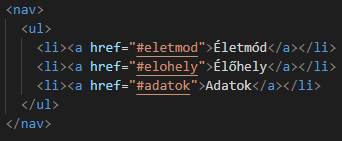 <nav>
  <ul>
    <li><a href="#eletmod">Életmód</a></li>
    <li><a href="#elohely">Élőhely</a></li>
    <li><a href="#adatok">Adatok</a></li>
  </ul>
</nav>